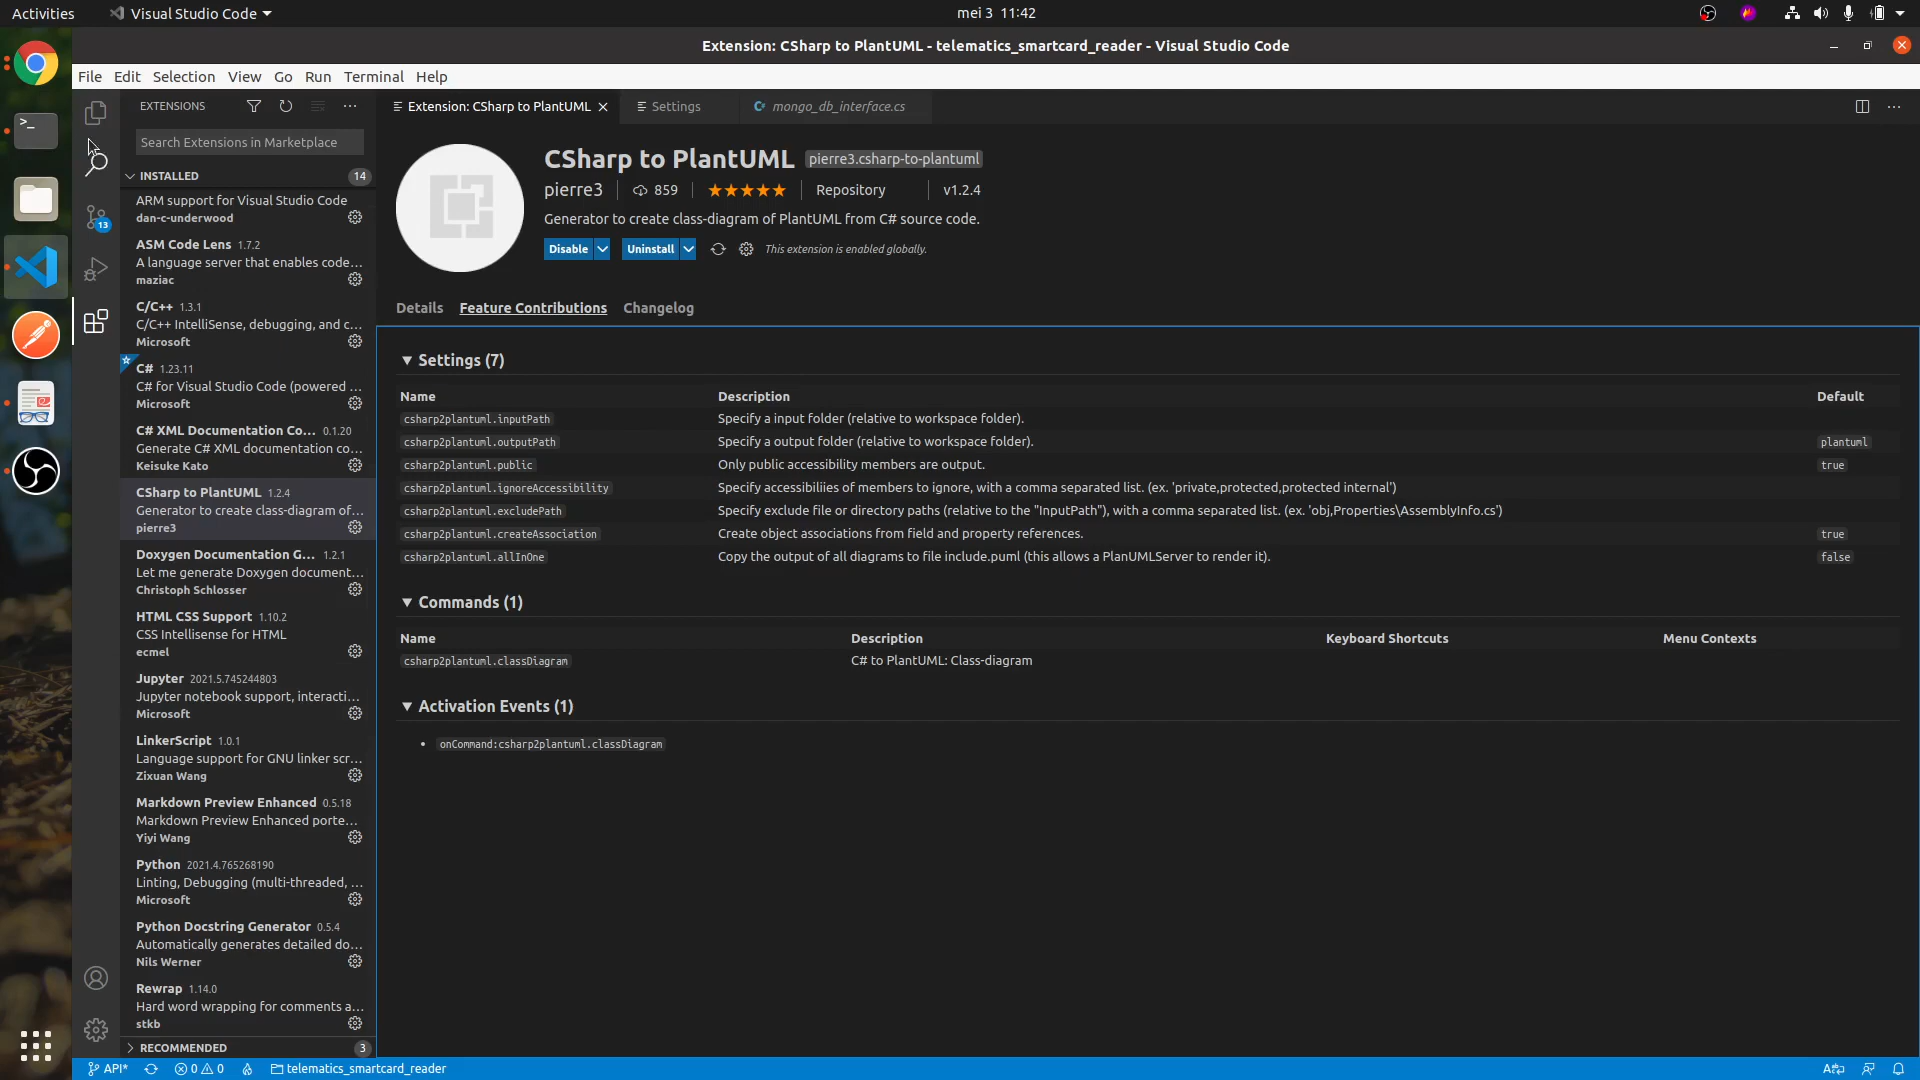 Activities
Visual Studio Code
mei 3 11:42
Extension: CSharp to PlantUML - telematics_smartcard_reader - Visual Studio Code
File Edit Selection View Go Run Terminal Help
EXTENSIONS
Extension: CSharp to PlantUML
Settings
mongo_db_interface.cs
Search Extensions in Marketplace
INSTALLED
14
13
ARM support for Visual Studio Code
dan-c-underwood
ASM Code Lens 1.7.2
A language server that enables code...
maziac
C/C++ 1.3.1
C/C++ IntelliSense, debugging, and c...
Microsoft
C# 1.23.11
C# for Visual Studio Code (powered ...
Microsoft
C# XML Documentation Co... 0.1.20
Generate C# XML documentation co...
Keisuke Kato
CSharp to PlantUML 1.2.4
Generator to create class-diagram of...
pierre3
Doxygen Documentation G... 1.2.1
Let me generate Doxygen document...
Christoph Schlosser
HTML CSS Support 1.10.2
CSS Intellisense for HTML
ecmel
Jupyter 2021.5.745244803
Jupyter notebook support, interacti...
Microsoft
LinkerScript 1.0.1
Language support for GNU linker scr...
Zixuan Wang
Markdown Preview Enhanced 0.5.18
Markdown Preview Enhanced porte...
Yiyi Wang
Python 2021.4.765268190
Linting, Debugging (multi-threaded, ...
Microsoft
Python Docstring Generator 0.5.4
Automatically generates detailed do...
Nils Werner
Rewrap 1.14.0
Hard word wrapping for comments a...
stkb
RECOMMENDED
3
CSharp to PlantUML pierre3.csharp-to-plantuml
pierre3 859 ★★★★★ Repository v1.2.4
Generator to create class-diagram of PlantUML from C# source code.
Disable Uninstall This extension is enabled globally.
Details Feature Contributions Changelog
Settings (7)
Name Description Default
csharp2plantuml.inputPath Specify a input folder (relative to workspace folder).
csharp2plantuml.outputPath Specify a output folder (relative to workspace folder). plantuml
csharp2plantuml.public Only public accessibility members are output. true
csharp2plantuml.ignoreAccessibility Specify accessibiliies of members to ignore, with a comma separated list. (ex. 'private,protected,protected internal')
csharp2plantuml.excludePath Specify exclude file or directory paths (relative to the "InputPath"), with a comma separated list. (ex. 'obj,Properties\AssemblyInfo.cs')
csharp2plantuml.createAssociation Create object associations from field and property references. true
csharp2plantuml.allInOne Copy the output of all diagrams to file include.puml (this allows a PlanUMLServer to render it). false
Commands (1)
Name Description Keyboard Shortcuts Menu Contexts
csharp2plantuml.classDiagram C# to PlantUML: Class-diagram
Activation Events (1)
• onCommand:csharp2plantuml.classDiagram
API* 0 0 telematics_smartcard_reader